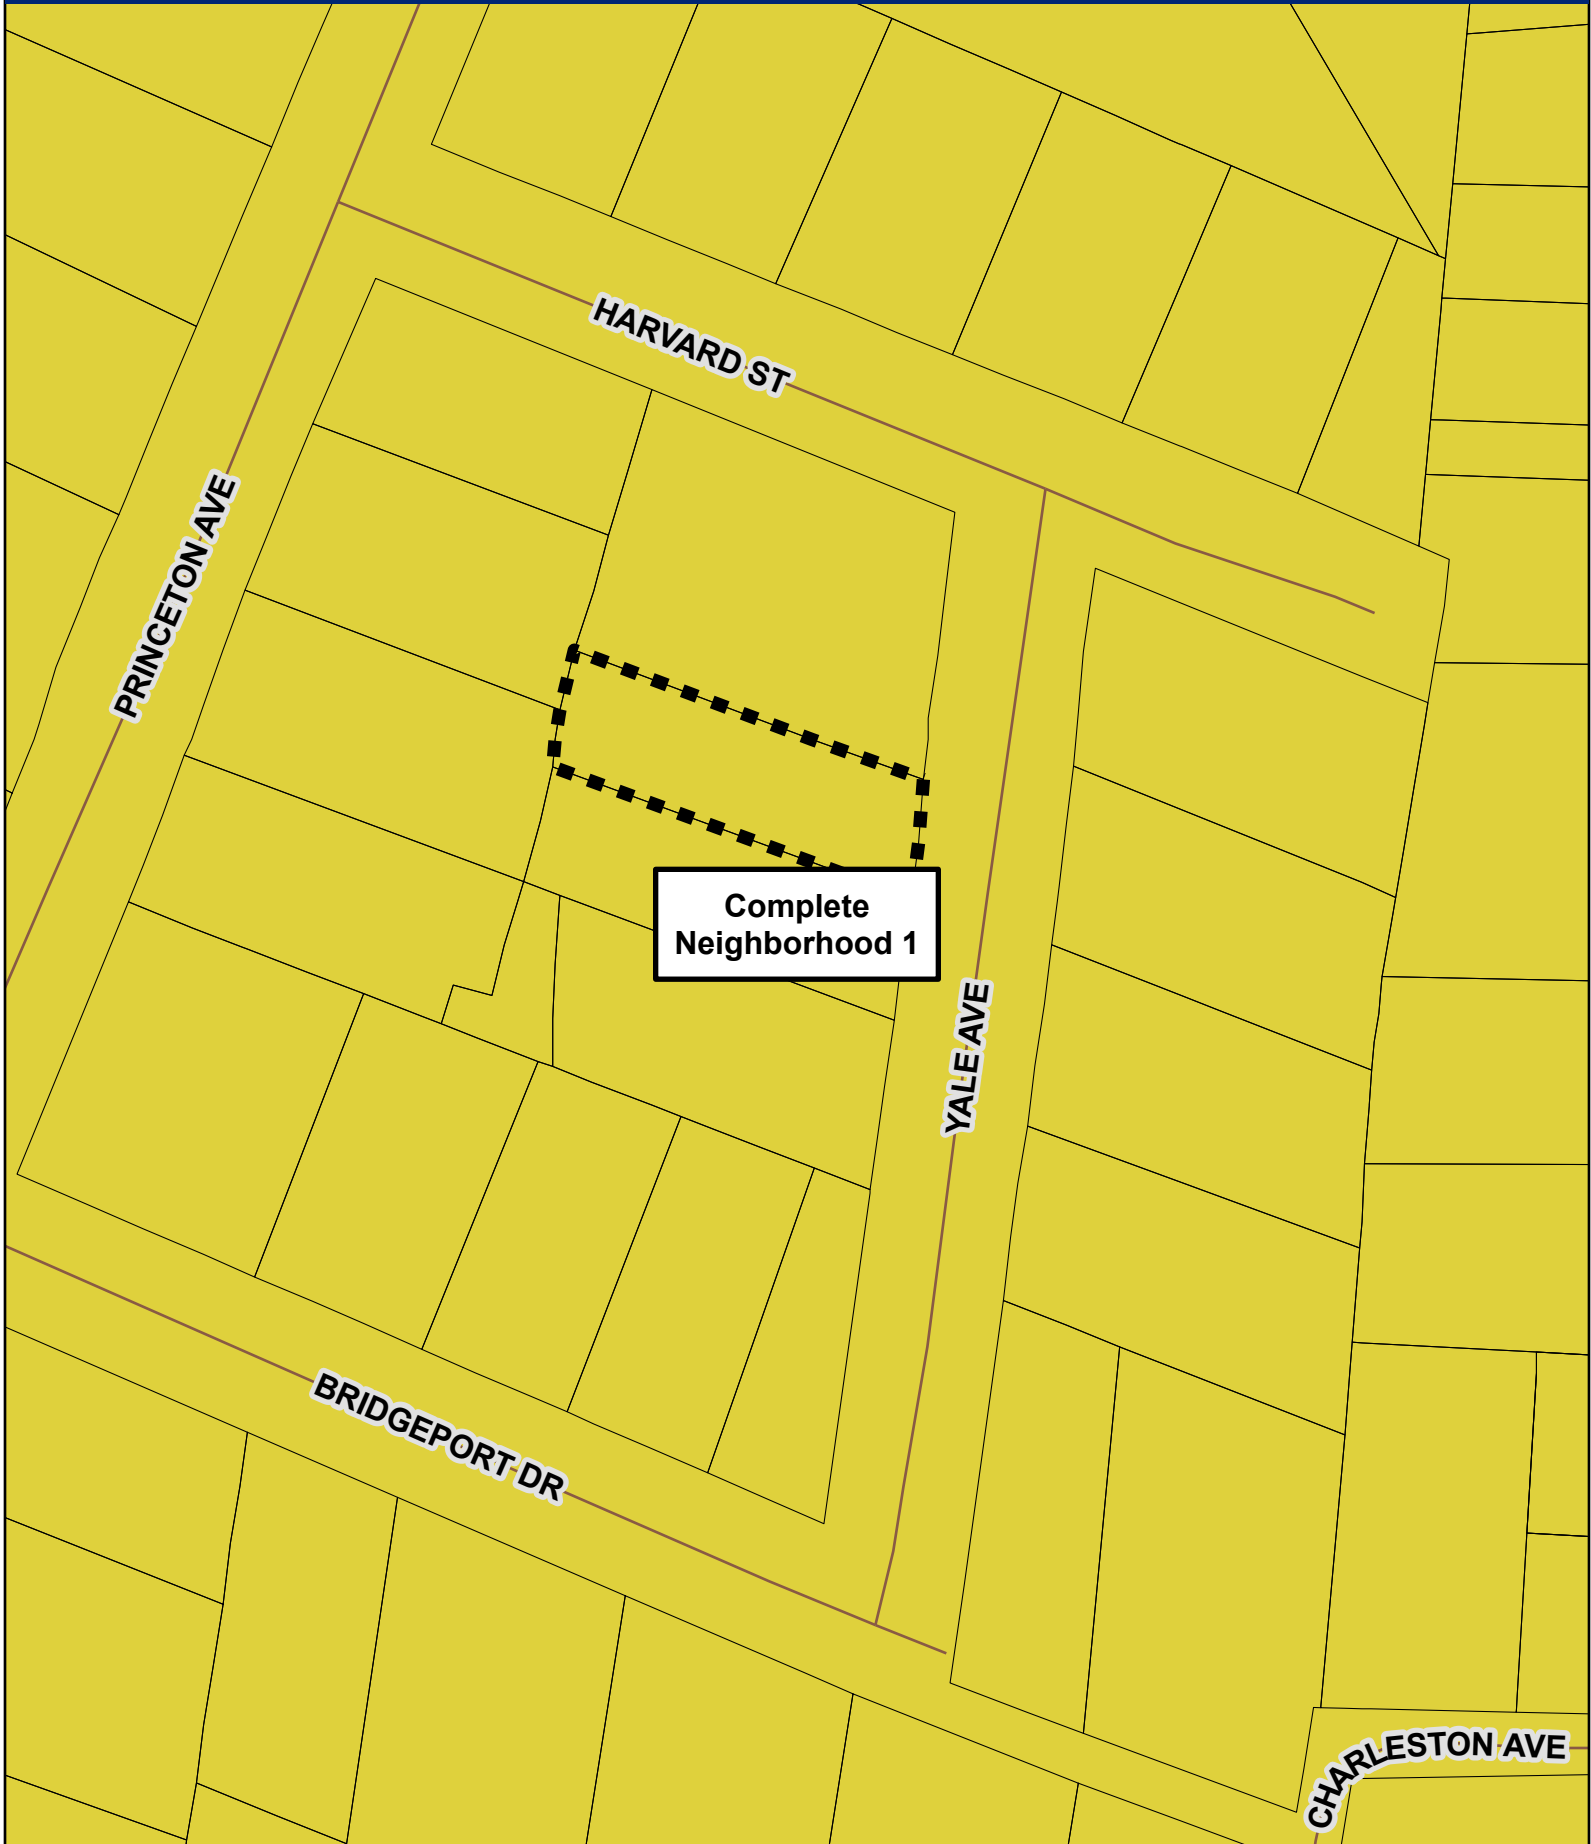 HARVARD ST
PRINCETON AVE
Complete
Neighborhood 1
YALE AVE
BRIDGEPORT DR
CHARLESTON AVE